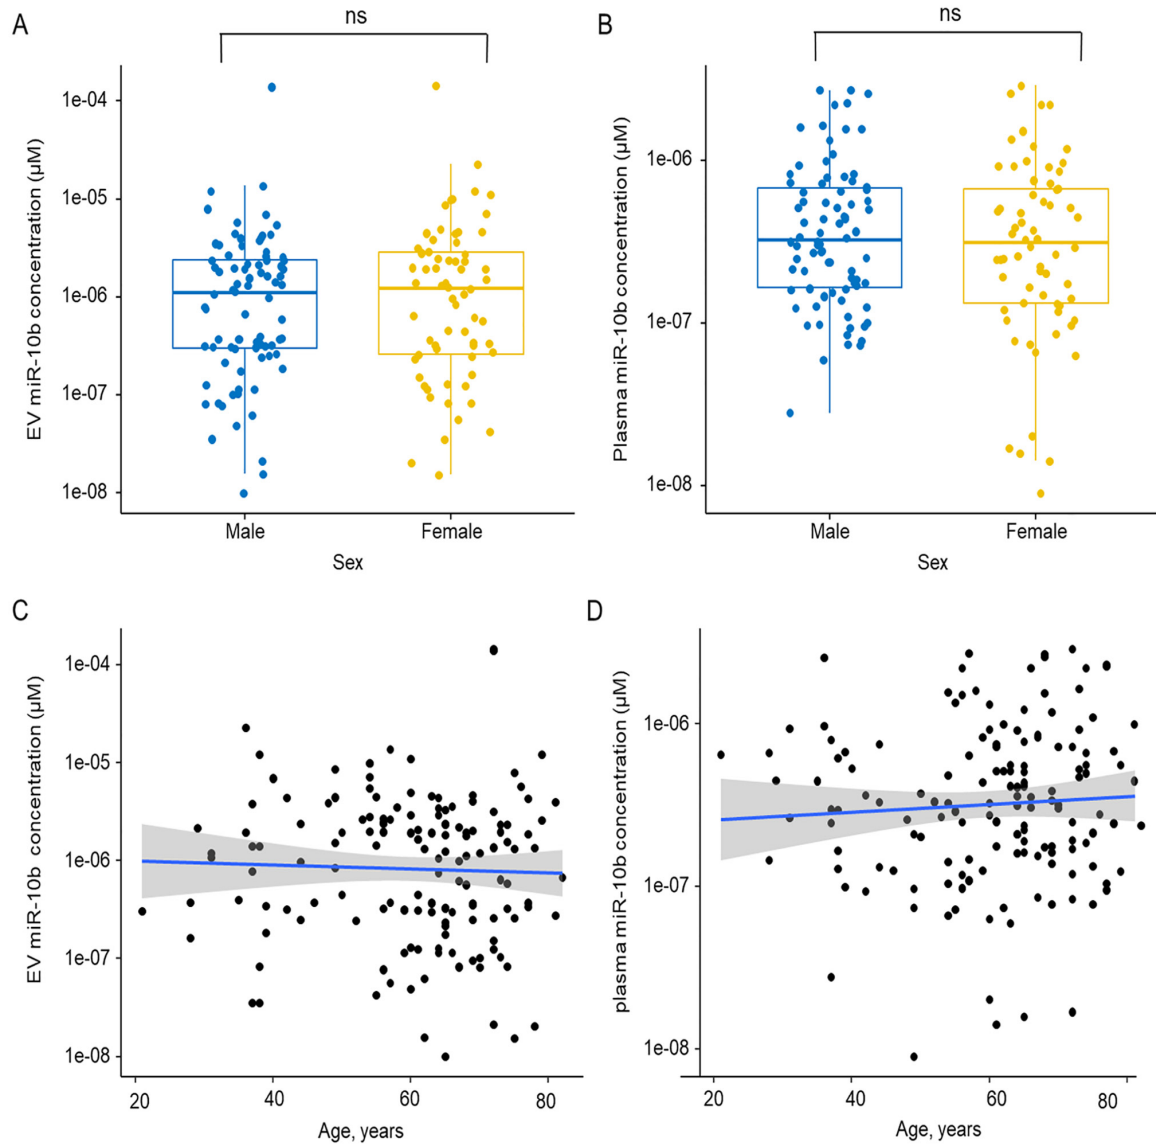 A
ns
EV miR-10b concentration (µM)
1e-04
1e-05
1e-06
1e-07
1e-08
Male
Female
Sex
B
ns
Plasma miR-10b concentration (µM)
1e-06
1e-07
1e-08
Male
Female
Sex
C
EV miR-10b concentration (µM)
1e-04
1e-05
1e-06
1e-07
1e-08
20
40
60
80
Age, years
D
plasma miR-10b concentration (µM)
1e-06
1e-07
1e-08
20
40
60
80
Age, years